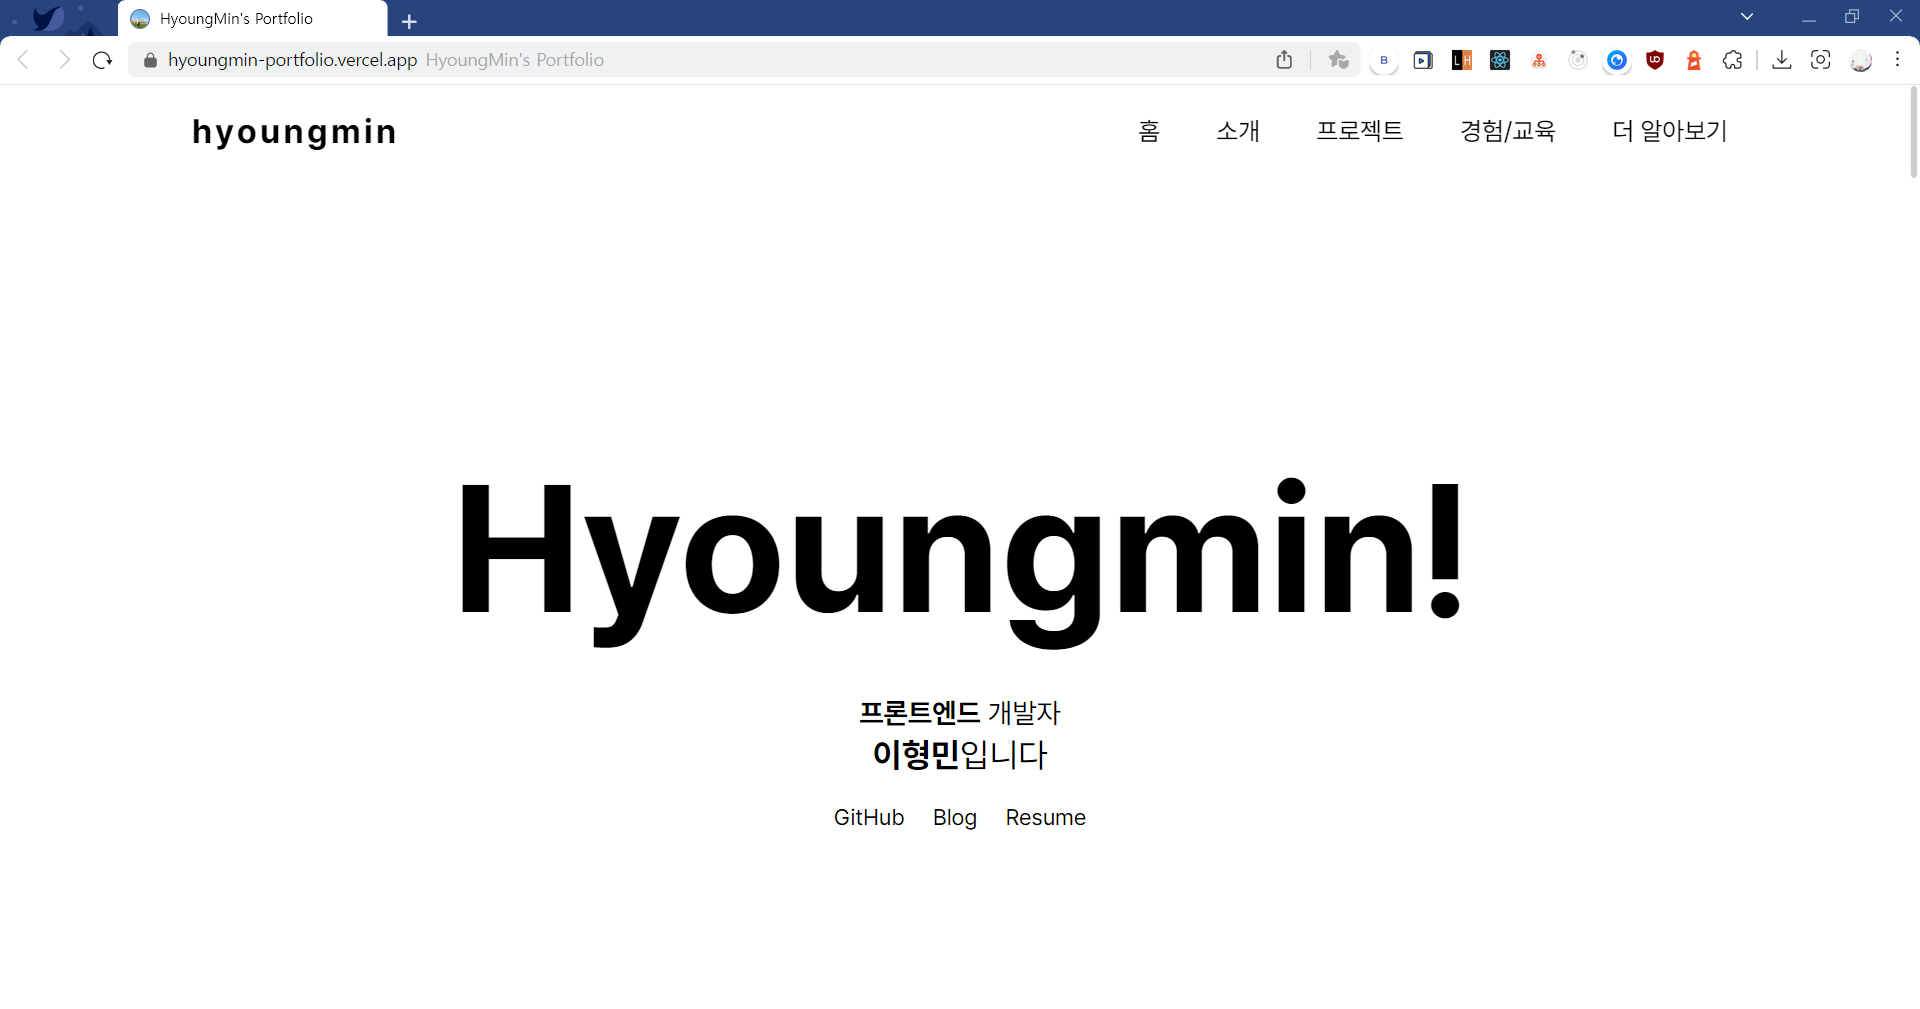 HyoungMin's Portfolio
hyoungmin-portfolio.vercel.app HyoungMin's Portfolio
B
LH
hyoungmin
홈 소개 프로젝트 경험/교육 더 알아보기
Hyoungmin!
프론트엔드 개발자
이형민입니다
GitHub Blog Resume